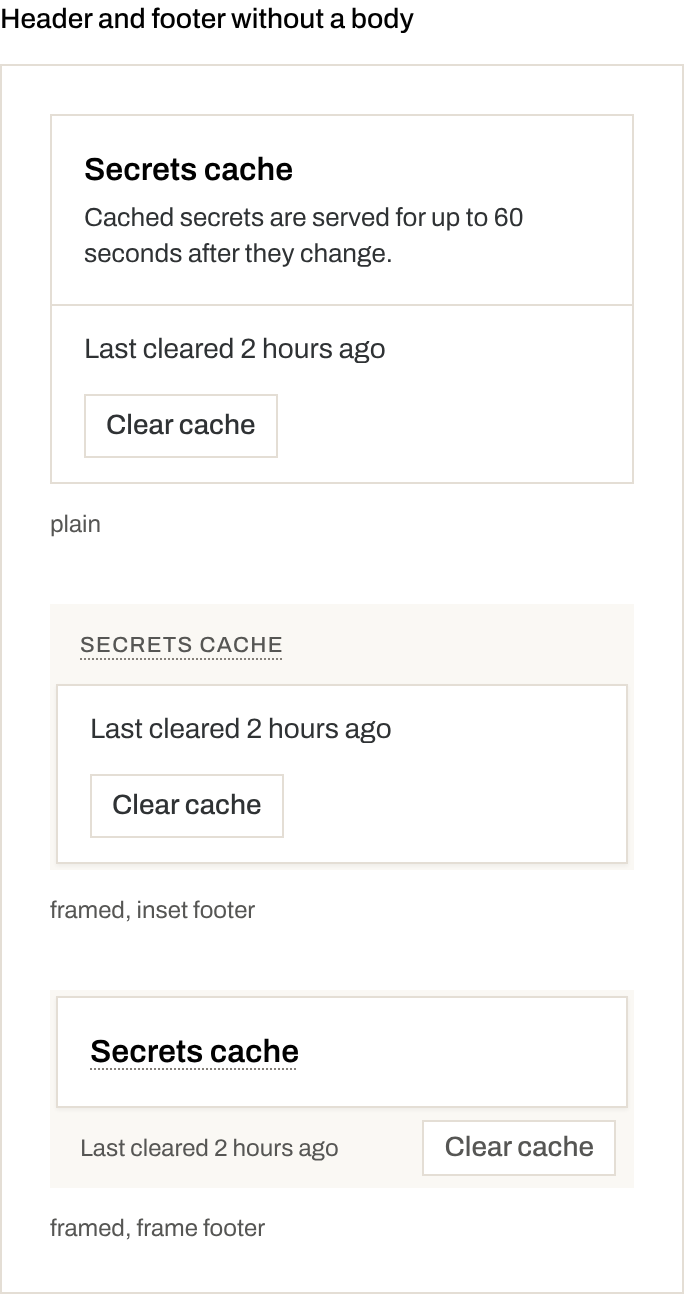 Header and footer without a body
Secrets cache
Cached secrets are served for up to 60
seconds after they change.
Last cleared 2 hours ago
Clear cache
plain
SECRETS CACHE
Last cleared 2 hours ago
Clear cache
framed, inset footer
Secrets cache
Last cleared 2 hours ago
Clear cache
framed, frame footer